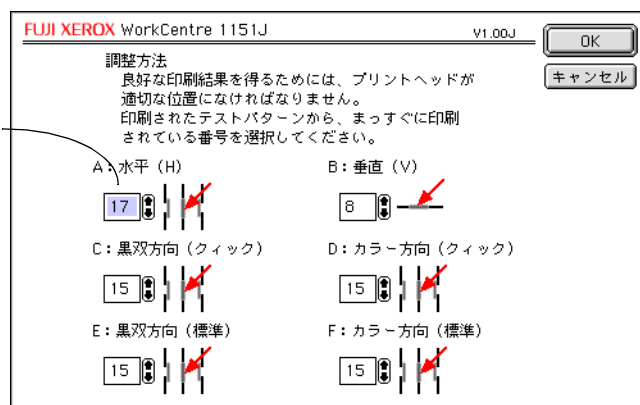 FUJI XEROX WorkCentre 1151J V1.00J
OK
調整方法
キャンセル
良好な印刷結果を得るためには、プリントヘッドが
適切な位置になければなりません。
印刷されたテストパターンから、まっすぐに印刷
されている番号を選択してください。
A:水平(H) B:垂直(V)
17 8
C:黒双方向(クィック) D:カラー方向(クィック)
15 15
E:黒双方向(標準) F:カラー方向(標準)
15 15